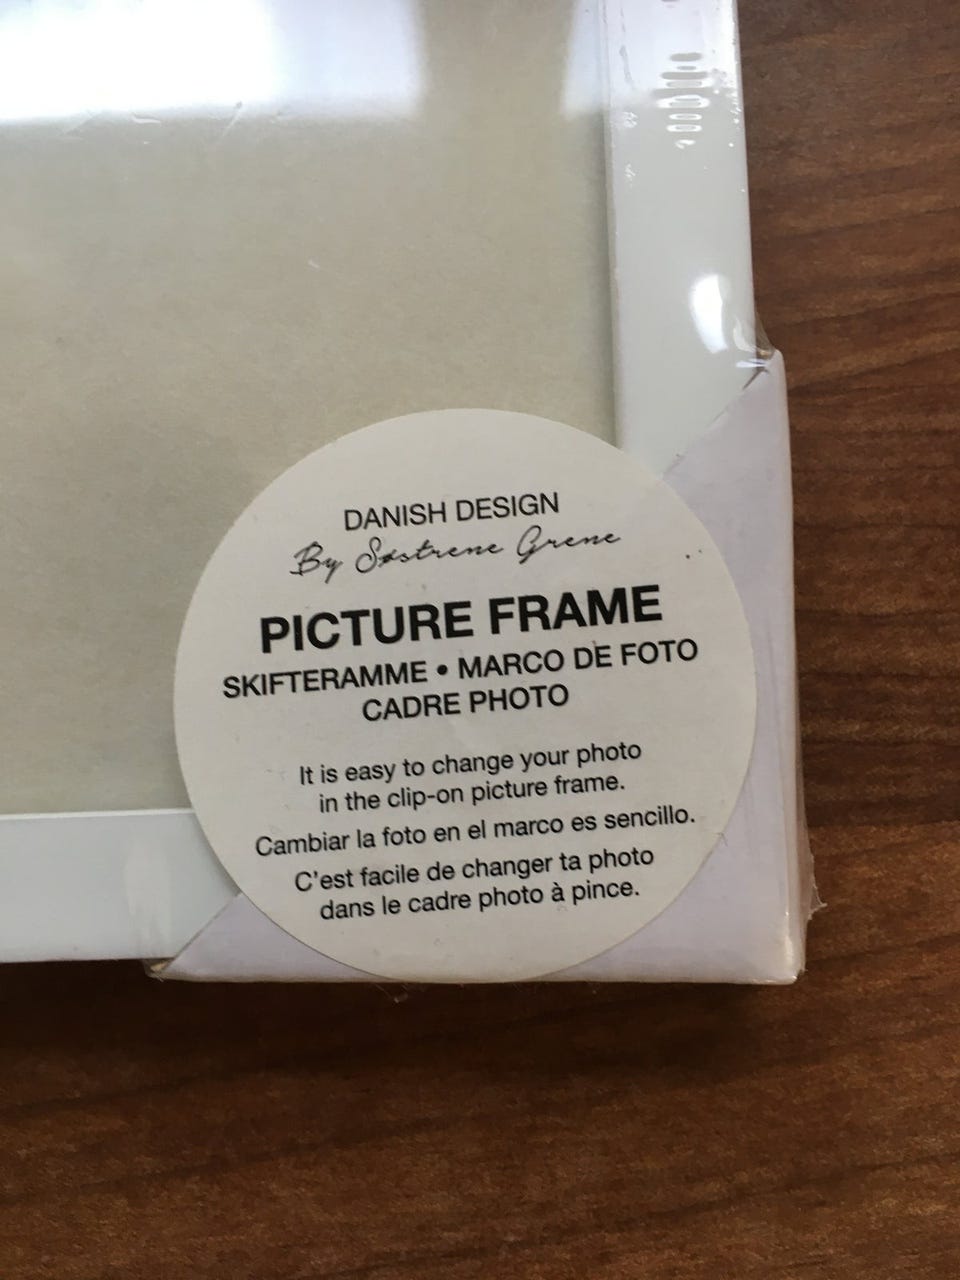 DANISH DESIGN
By Søstrene Grene
PICTURE FRAME
SKIFTERAMME • MARCO DE FOTO
CADRE PHOTO
It is easy to change your photo
in the clip-on picture frame.
Cambiar la foto en el marco es sencillo.
C'est facile de changer ta photo
dans le cadre photo à pince.